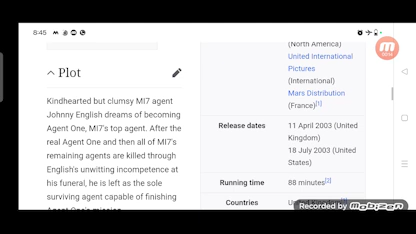 8:45
Plot
Kindhearted but clumsy MI7 agent
Johnny English dreams of becoming
Agent One, MI7's top agent. After the
real Agent One and then all of MI7's
remaining agents are killed through
English's unwitting incompetence at
his funeral, he is left as the sole
surviving agent capable of finishing
Agent One's mission
(North America)
United International
Pictures
(International)
Mars Distribution
(France)[1]
Release dates
11 April 2003 (United
Kingdom)
18 July 2003 (United
States)
Running time
88 minutes[2]
Countries
Recorded by Mobizen